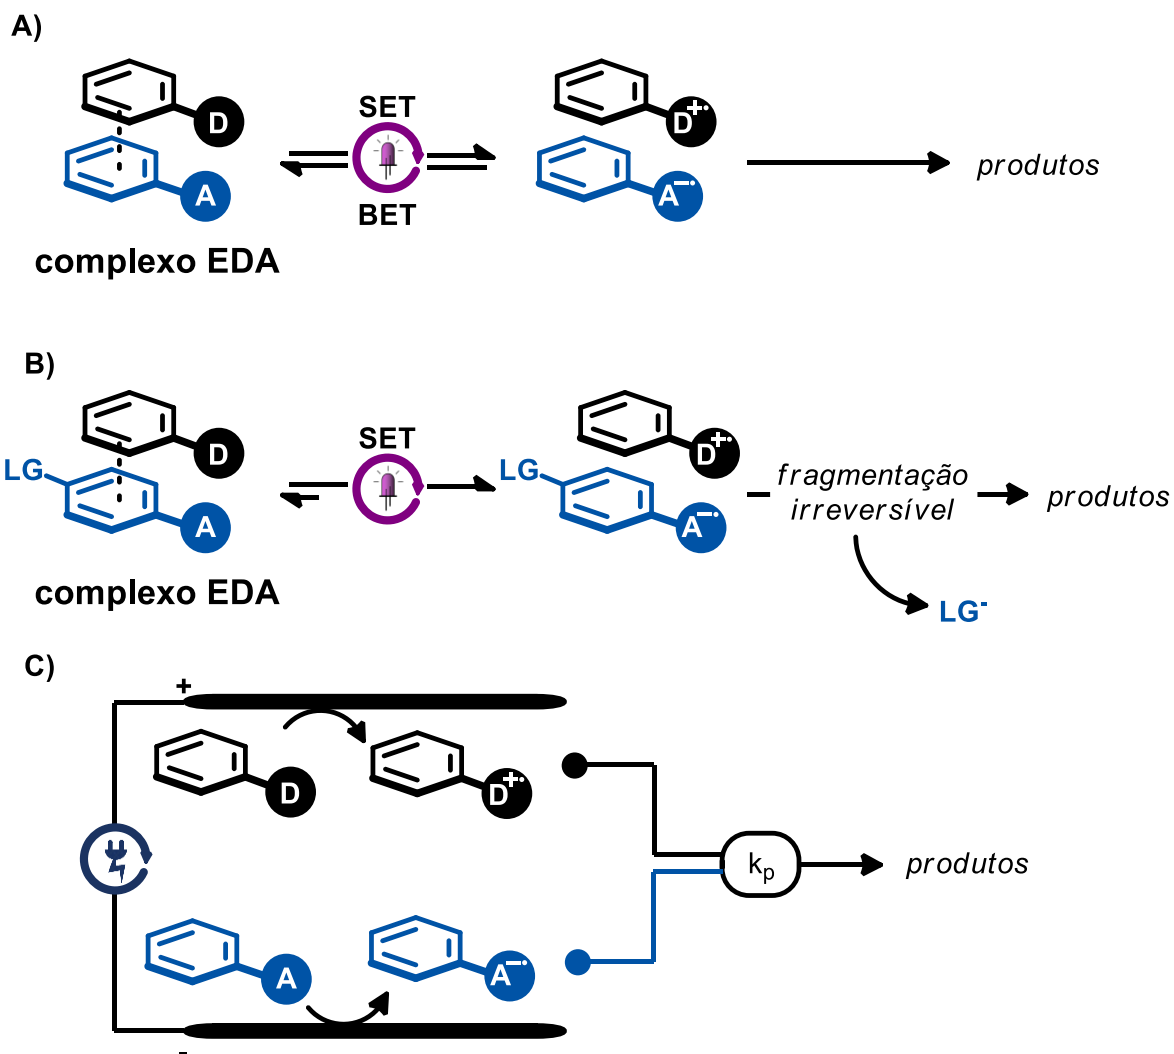 A)
D
A
complexo EDA
SET
BET
D+•
A–•
produtos
B)
LG
D
A
complexo EDA
SET
LG
D+•
A–•
fragmentação
irreversível
LG-
produtos
C)
+
D
D+•
A
A–•
-
kp
produtos